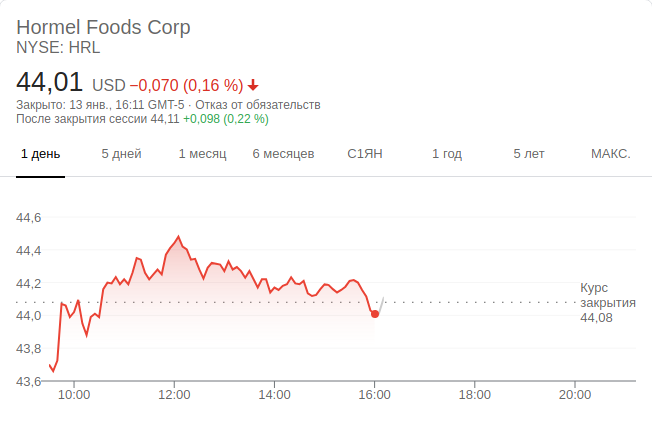 Hormel Foods Corp
NYSE: HRL
44,01 USD −0,070 (0,16 %)
Закрыто: 13 янв., 16:11 GMT-5 · Отказ от обязательств
После закрытия сессии 44,11 +0,098 (0,22 %)
1 день 5 дней 1 месяц 6 месяцев С1ЯН 1 год 5 лет МАКС.
44,6
44,4
44,2
44,0
43,8
43,6
Курс
закрытия
44,08
10:00 12:00 14:00 16:00 18:00 20:00